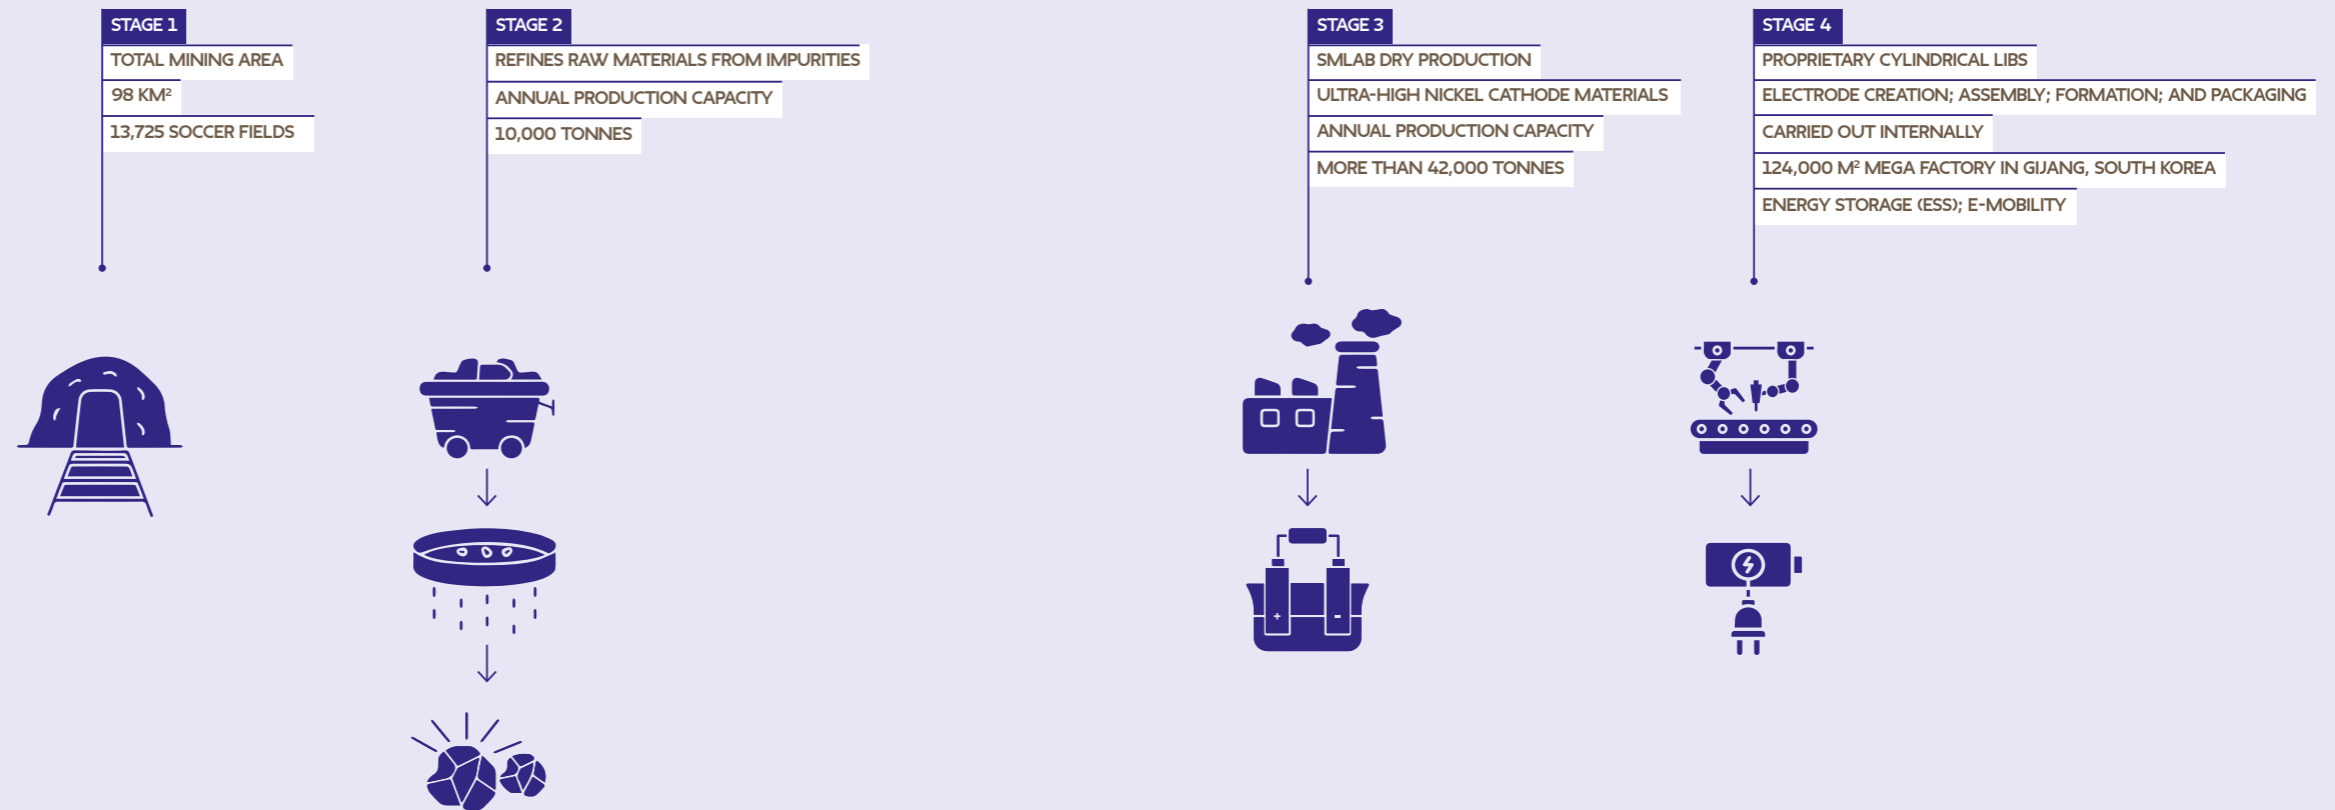 STAGE 1
TOTAL MINING AREA
98 KM²
13,725 SOCCER FIELDS
STAGE 2
REFINES RAW MATERIALS FROM IMPURITIES
ANNUAL PRODUCTION CAPACITY
10,000 TONNES
STAGE 3
SMLAB DRY PRODUCTION
ULTRA-HIGH NICKEL CATHODE MATERIALS
ANNUAL PRODUCTION CAPACITY
MORE THAN 42,000 TONNES
STAGE 4
PROPRIETARY CYLINDRICAL LIBS
ELECTRODE CREATION; ASSEMBLY; FORMATION; AND PACKAGING
CARRIED OUT INTERNALLY
124,000 M² MEGA FACTORY IN GIJANG, SOUTH KOREA
ENERGY STORAGE (ESS); E-MOBILITY
+ -